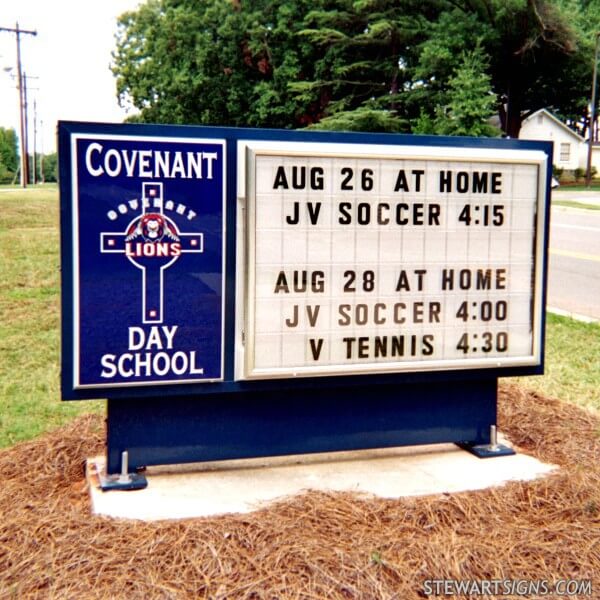 COVENANT
COVENANT
LIONS
DAY
SCHOOL
AUG 26 AT HOME
JV SOCCER 4:15
AUG 28 AT HOME
JV SOCCER 4:00
V TENNIS 4:30
STEWARTSIGNS.COM